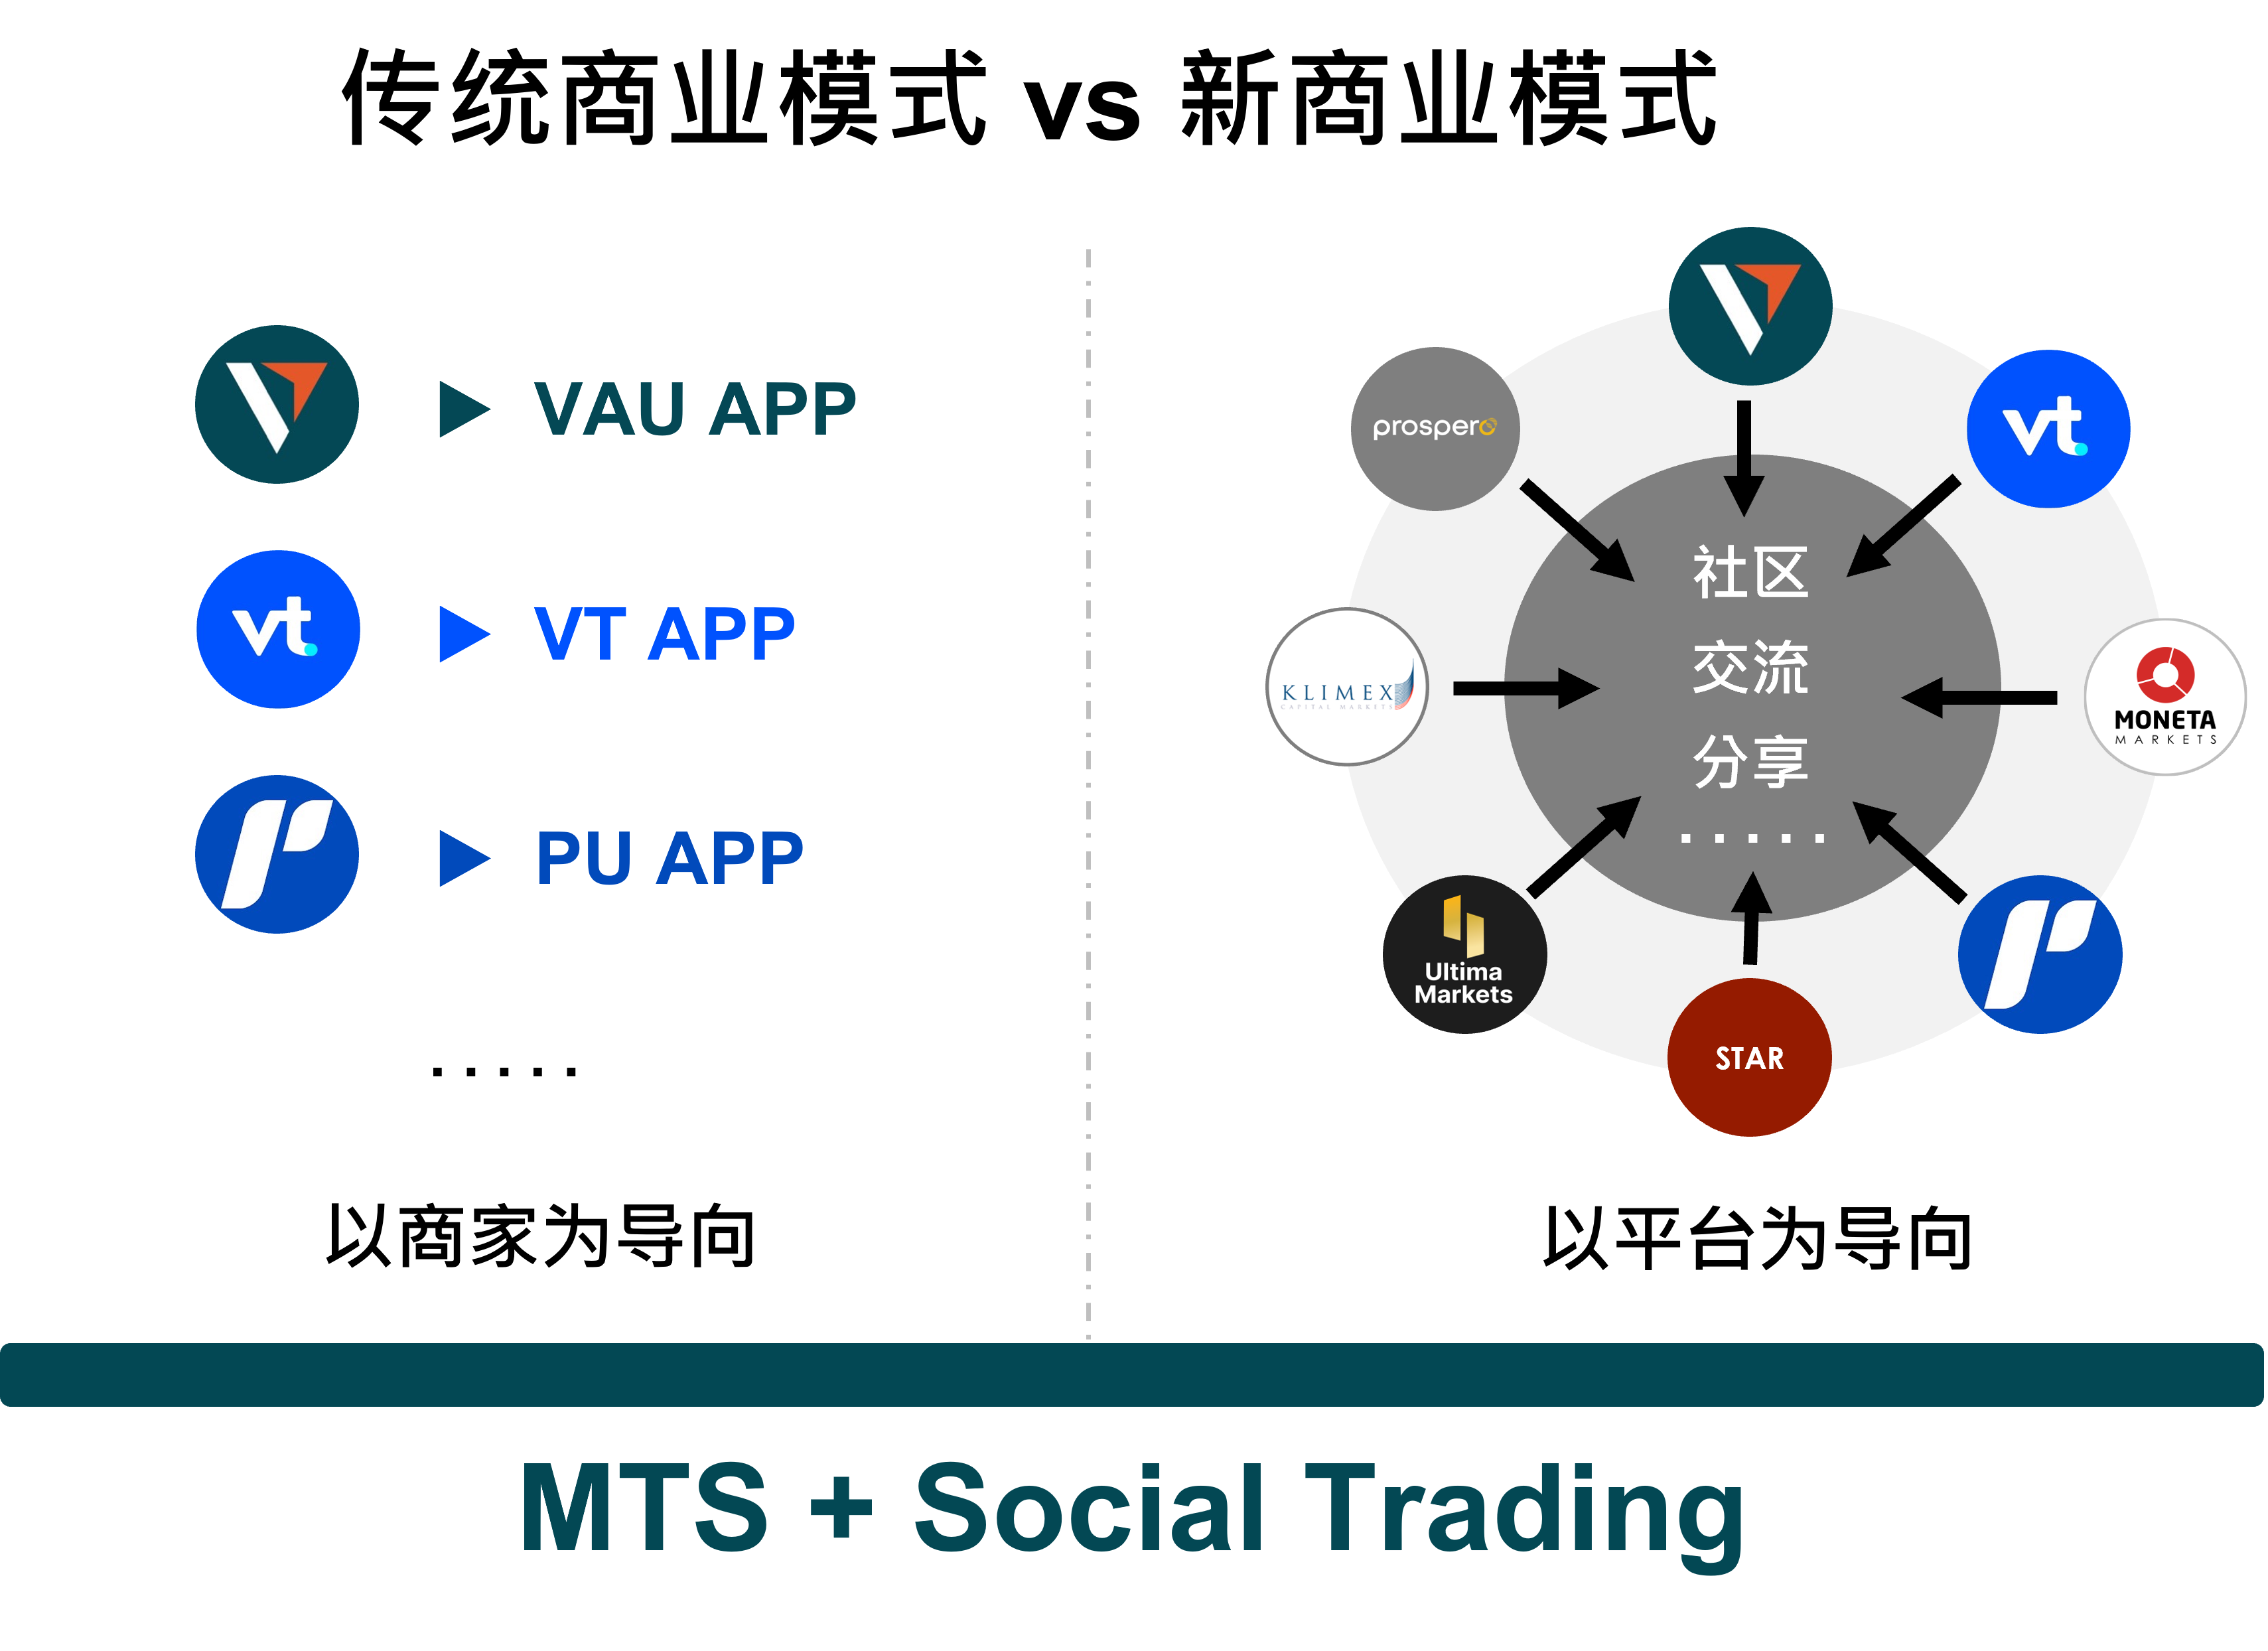 传统商业模式 vs 新商业模式
VAU APP
vt
VT APP
PU APP
.....
以商家为导向
prospero
vt
KLIMEX
CAPITAL MARKETS
MONETA
MARKETS
社区
交流
分享
.....
Ultima
Markets
STAR
以平台为导向
MTS + Social Trading